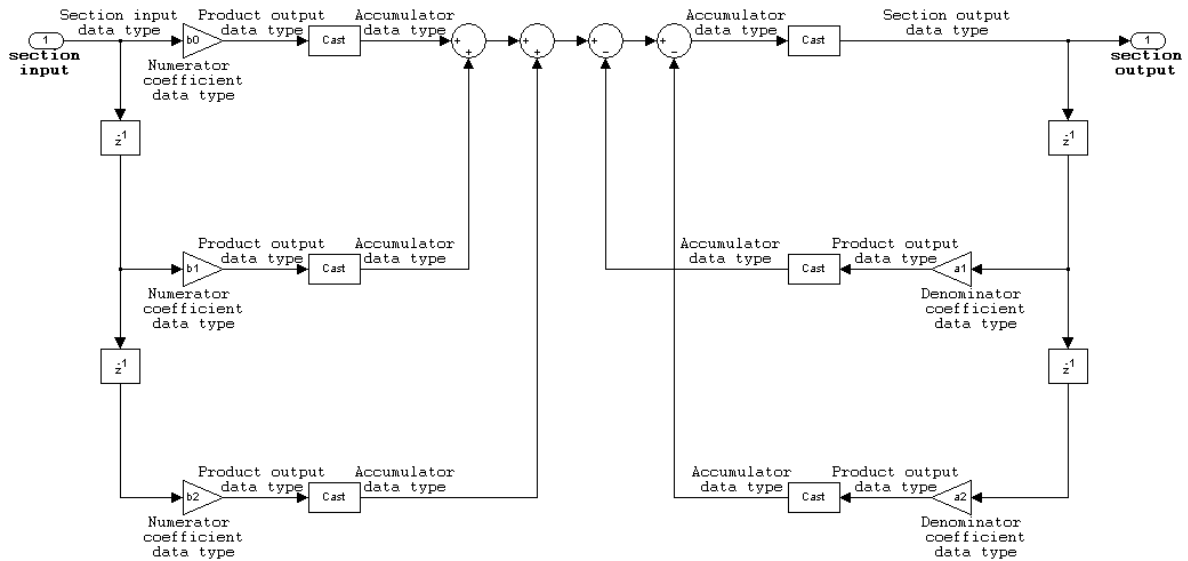 Section input
data type
Product output
data type
Accumulator
data type
Accumulator
data type
Section output
data type
1
section
input
b0
Cast
+
+
+
+
−
+
−
Cast
1
section
output
Numerator
coefficient
data type
z-1
z-1
Product output
data type
Accumulator
data type
Accumulator
data type
Product output
data type
b1
Cast
Cast
a1
Numerator
coefficient
data type
Denominator
coefficient
data type
z-1
z-1
Product output
data type
Accumulator
data type
Accumulator
data type
Product output
data type
b2
Cast
Cast
a2
Numerator
coefficient
data type
Denominator
coefficient
data type